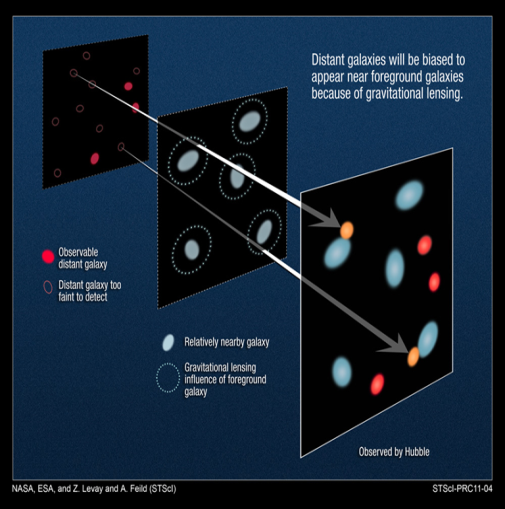 Distant galaxies will be biased to
appear near foreground galaxies
because of gravitational lensing.
Observable
distant galaxy
Distant galaxy too
faint to detect
Relatively nearby galaxy
Gravitational lensing
influence of foreground
galaxy
Observed by Hubble
NASA, ESA, and Z. Levay and A. Feild (STScI)
STScI-PRC11-04